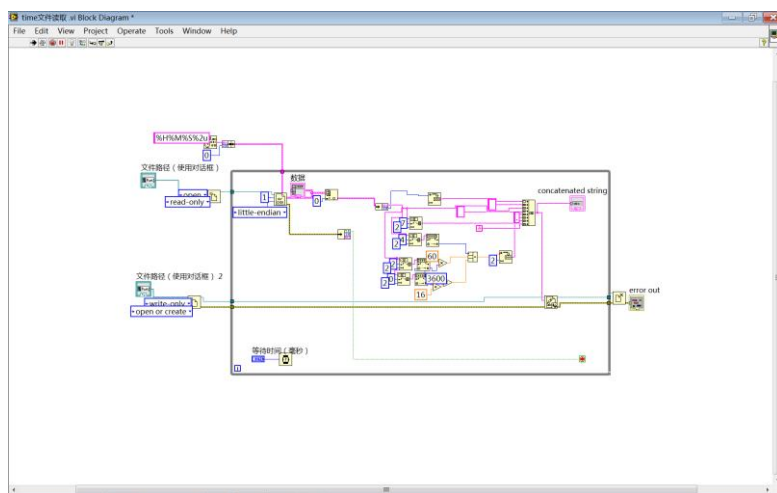 time文件读取 .vi Block Diagram *
File Edit View Project Operate Tools Window Help
%H%M%S%2u
0
文件路径（使用对话框）
open
read-only
1
数据
0
little-endian
concatenated string
2
2
60
2
2
3600
2
16
文件路径（使用对话框） 2
write-only
open or create
error out
等待时间（毫秒）
i